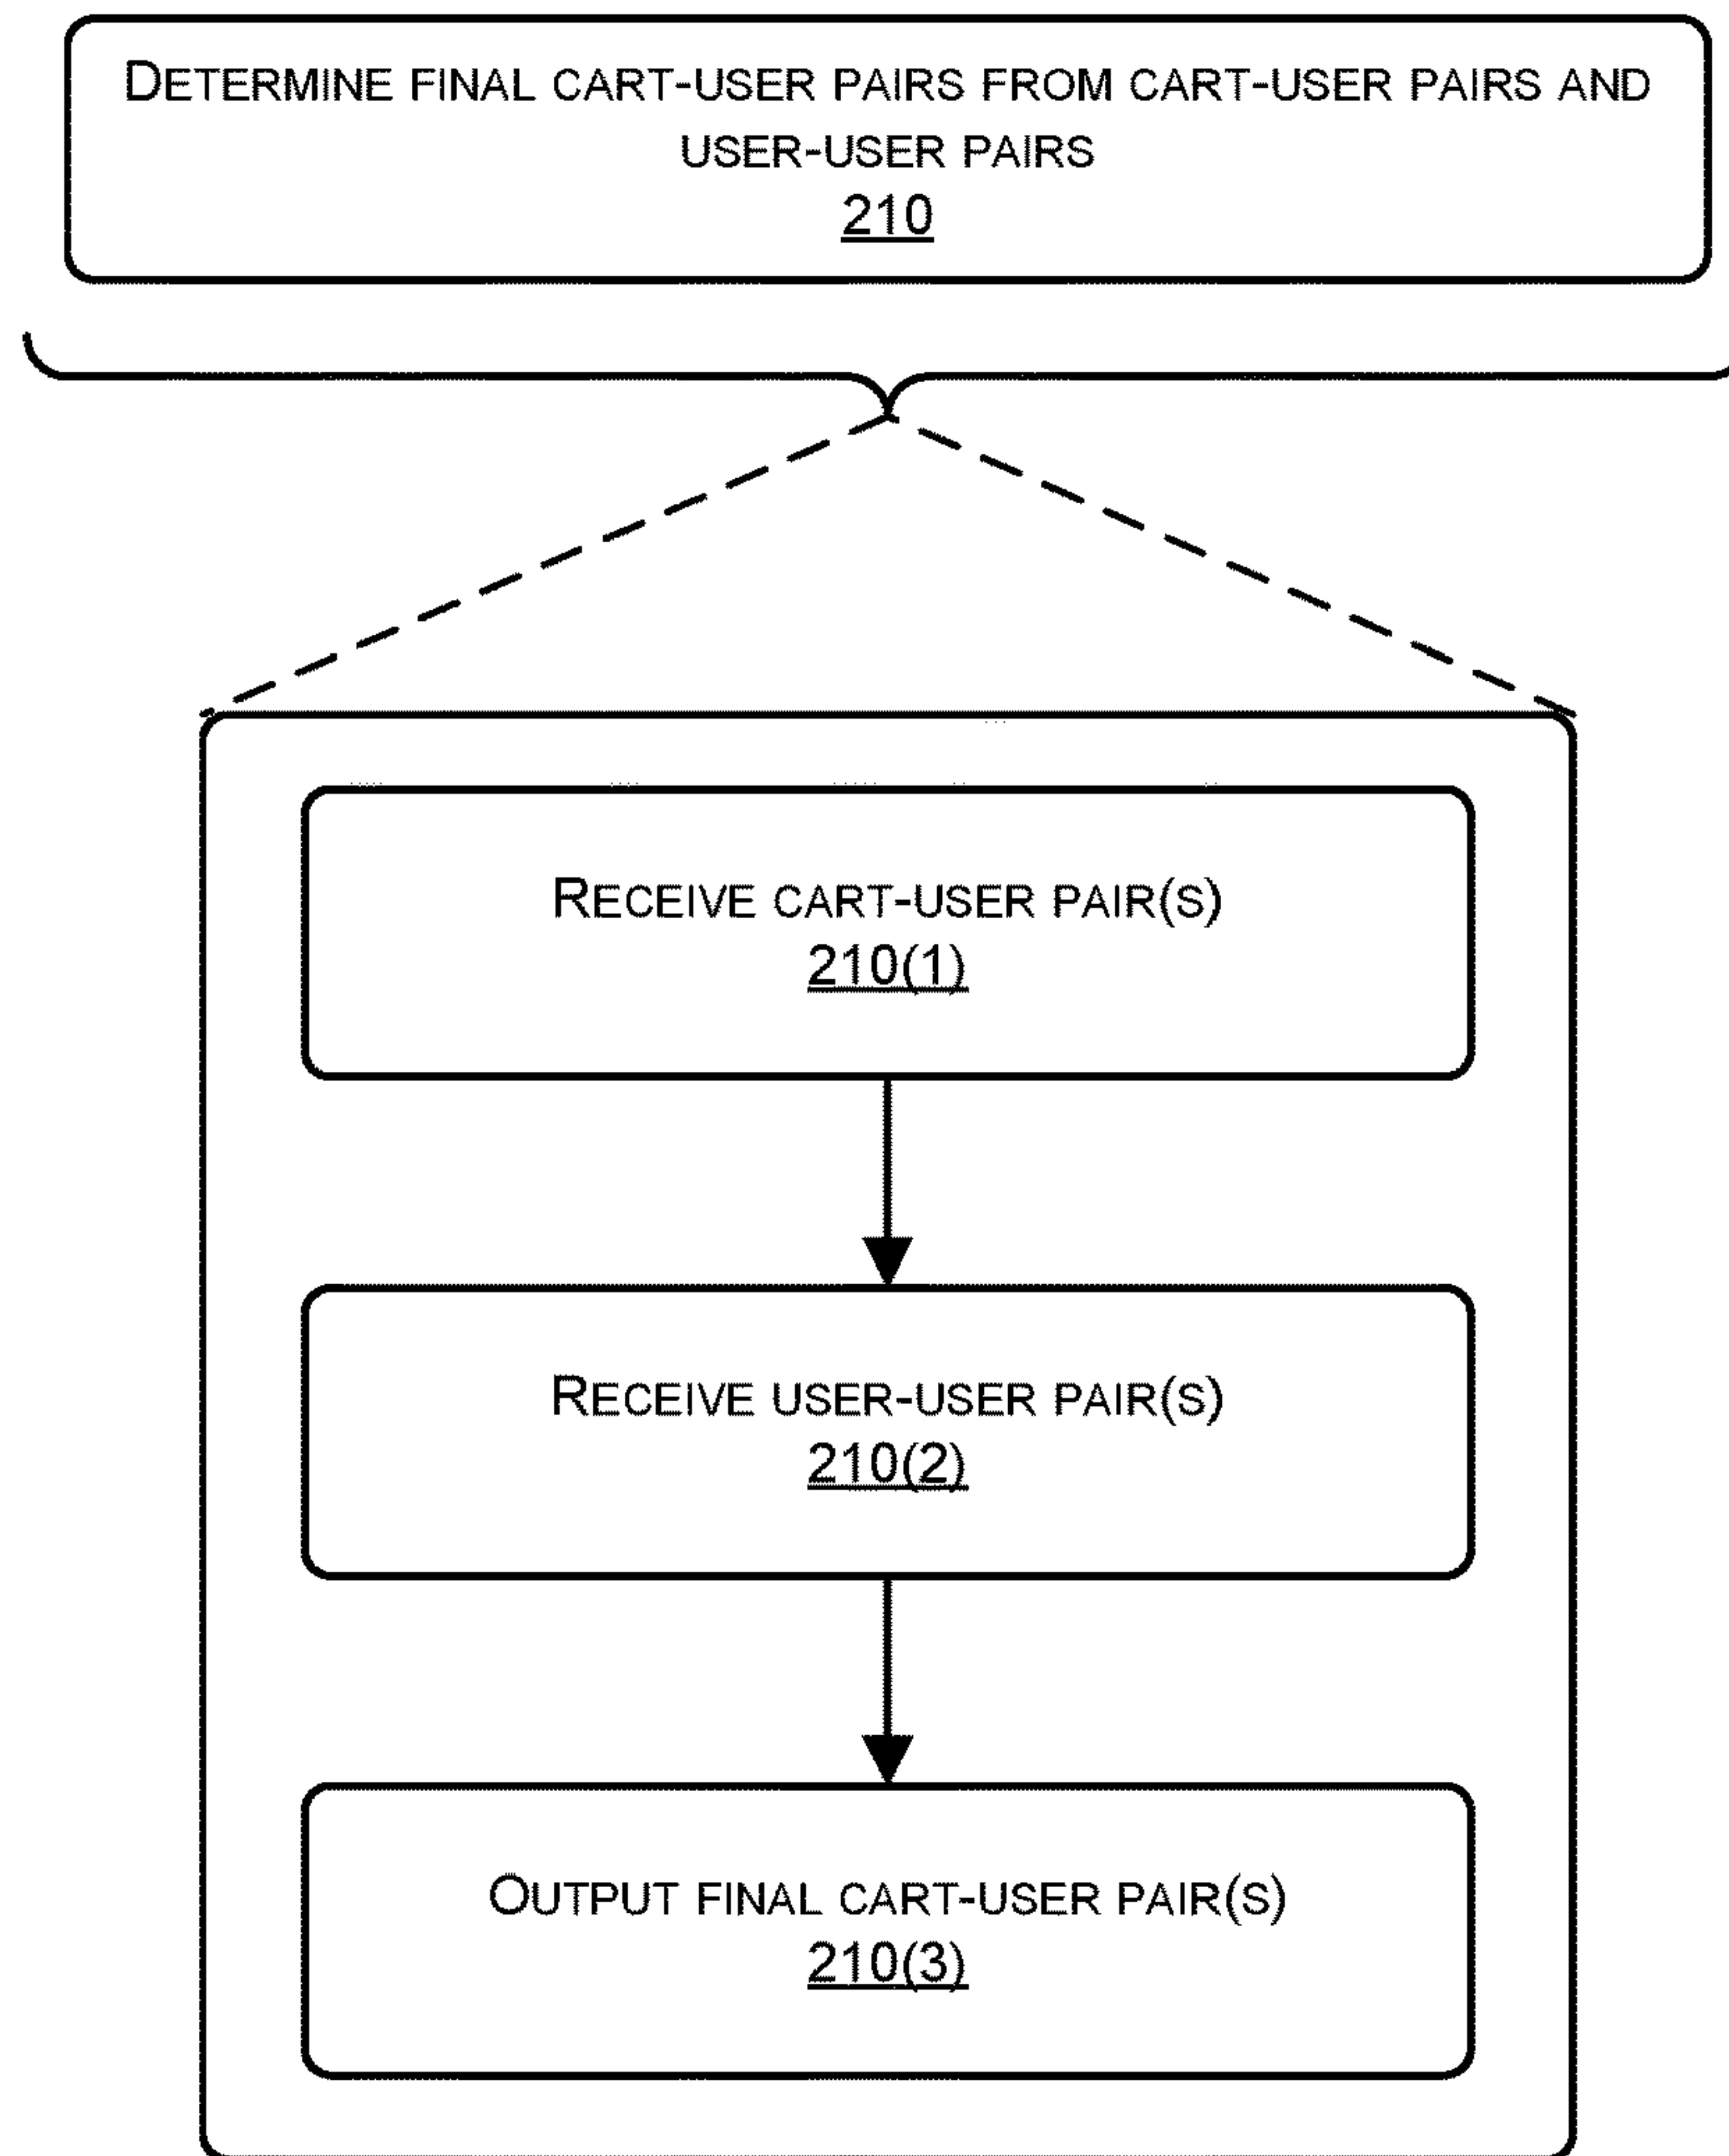 DETERMINE FINAL CART-USER PAIRS FROM CART-USER PAIRS AND
USER-USER PAIRS
210
RECEIVE CART-USER PAIR(S)
210(1)
RECEIVE USER-USER PAIR(S)
210(2)
OUTPUT FINAL CART-USER PAIR(S)
210(3)